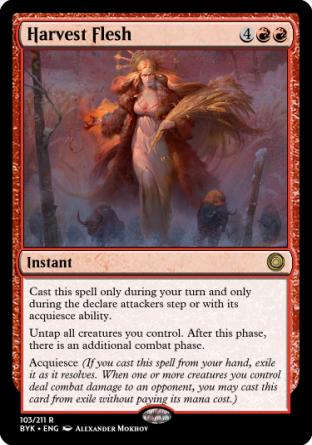 Harvest Flesh 4
Instant
Cast this spell only during your turn and only
during the declare attackers step or with its
acquiesce ability.
Untap all creatures you control. After this phase,
there is an additional combat phase.
Acquiesce (If you cast this spell from your hand, exile
it as it resolves. When one or more creatures you control
deal combat damage to an opponent, you may cast this
card from exile without paying its mana cost.)
103/211 R
BYK • ENG Alexander Mokhov